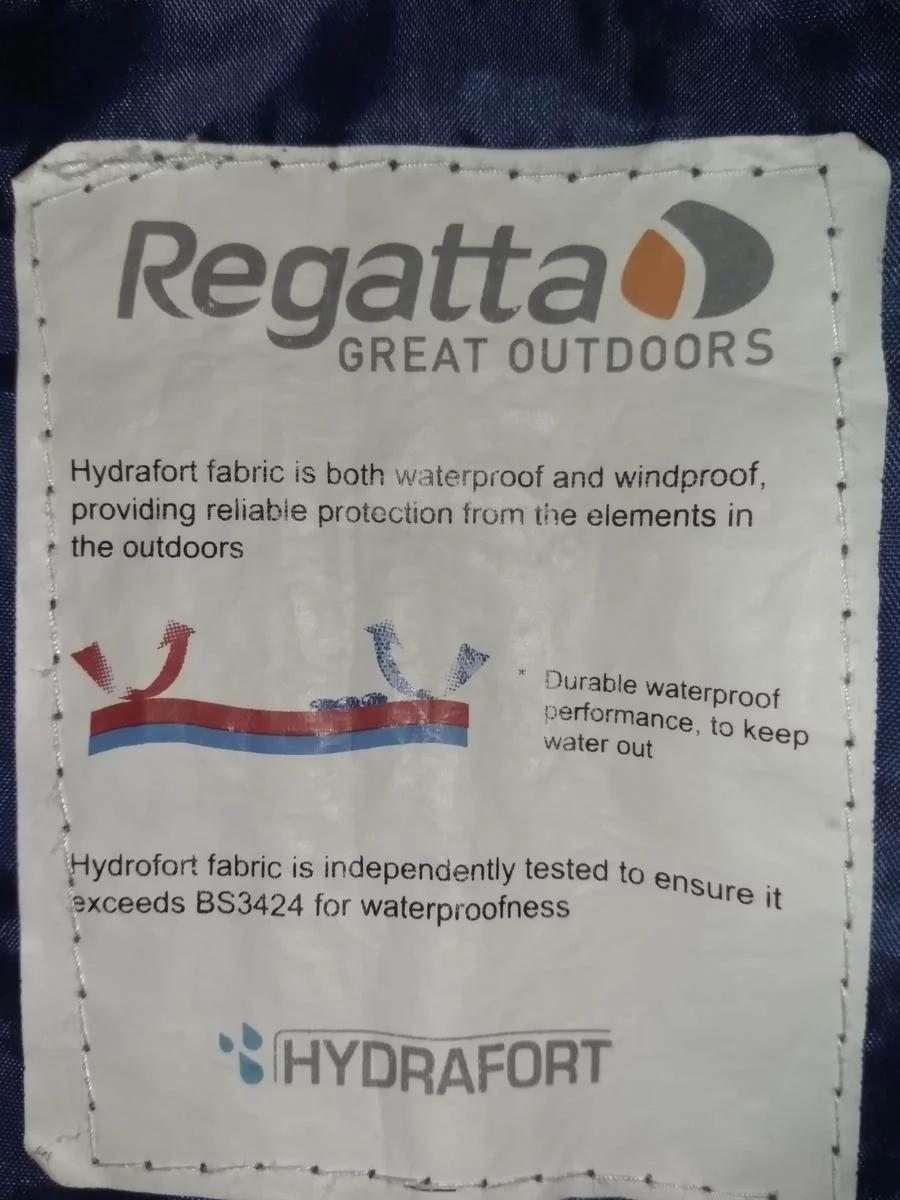 Regatta
GREAT OUTDOORS
Hydrafort fabric is both waterproof and windproof,
providing reliable protection from the elements in
the outdoors
* Durable waterproof
performance, to keep
water out
Hydrofort fabric is independently tested to ensure it
exceeds BS3424 for waterproofness
HYDRAFORT